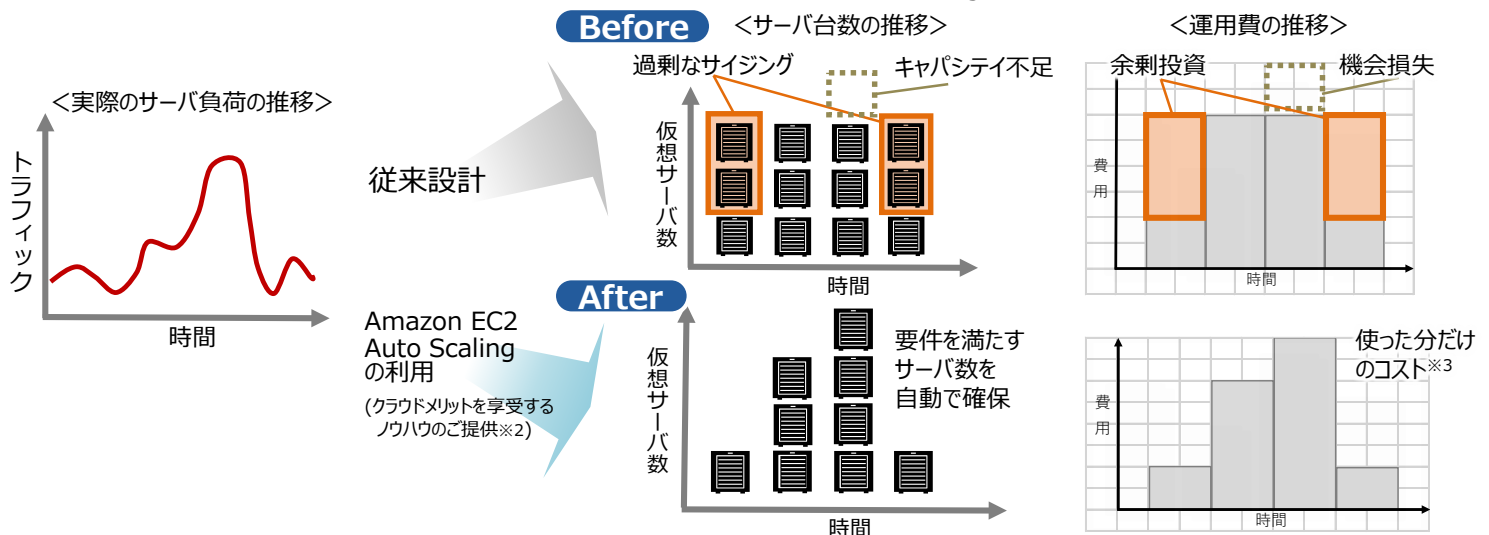 <実際のサーバ負荷の推移>
トラフィック
時間
従来設計
Amazon EC2
Auto Scaling
の利用
(クラウドメリットを享受する
ノウハウのご提供※2)
Before
<サーバ台数の推移>
過剰なサイジング
キャパシテイ不足
仮想サーバ数
時間
<運用費の推移>
余剰投資
機会損失
費用
時間
After
仮想サーバ数
要件を満たす
サーバ数を
自動で確保
時間
使った分だけ
のコスト※3
費用
時間